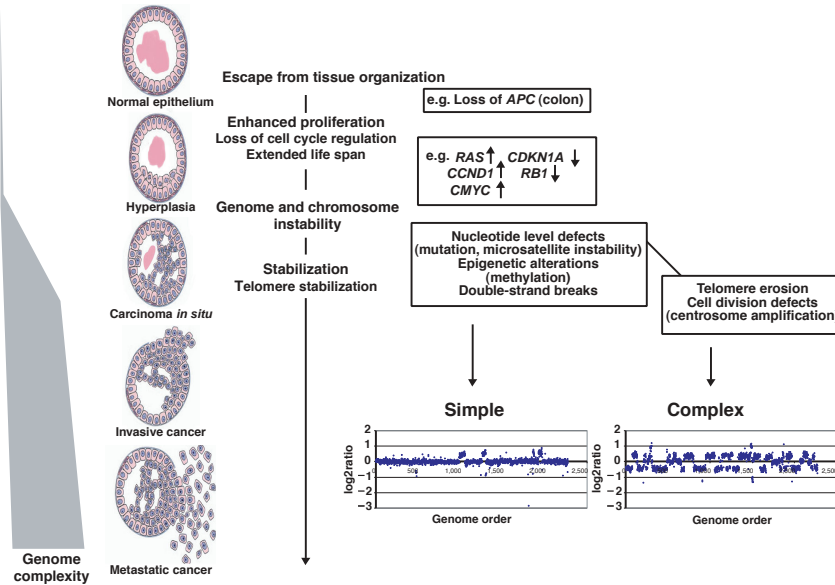 Normal epithelium
Hyperplasia
Carcinoma in situ
Invasive cancer
Metastatic cancer
Genome
complexity
Escape from tissue organization
Enhanced proliferation
Loss of cell cycle regulation
Extended life span
Genome and chromosome
instability
Stabilization
Telomere stabilization
e.g. Loss of APC (colon)
e.g. RAS ↑ CDKN1A ↓
CCND1 ↑ RB1 ↓
CMYC ↑
Nucleotide level defects
(mutation, microsatellite instability)
Epigenetic alterations
(methylation)
Double-strand breaks
Telomere erosion
Cell division defects
(centrosome amplification
Simple
log2ratio
2
1
0
−1
−2
−3
0 500 1,000 1,500 2,000 2,500
Genome order
Complex
log2ratio
2
1
0
−1
−2
−3
0 500 1,000 1,500 2,000 2,500
Genome order